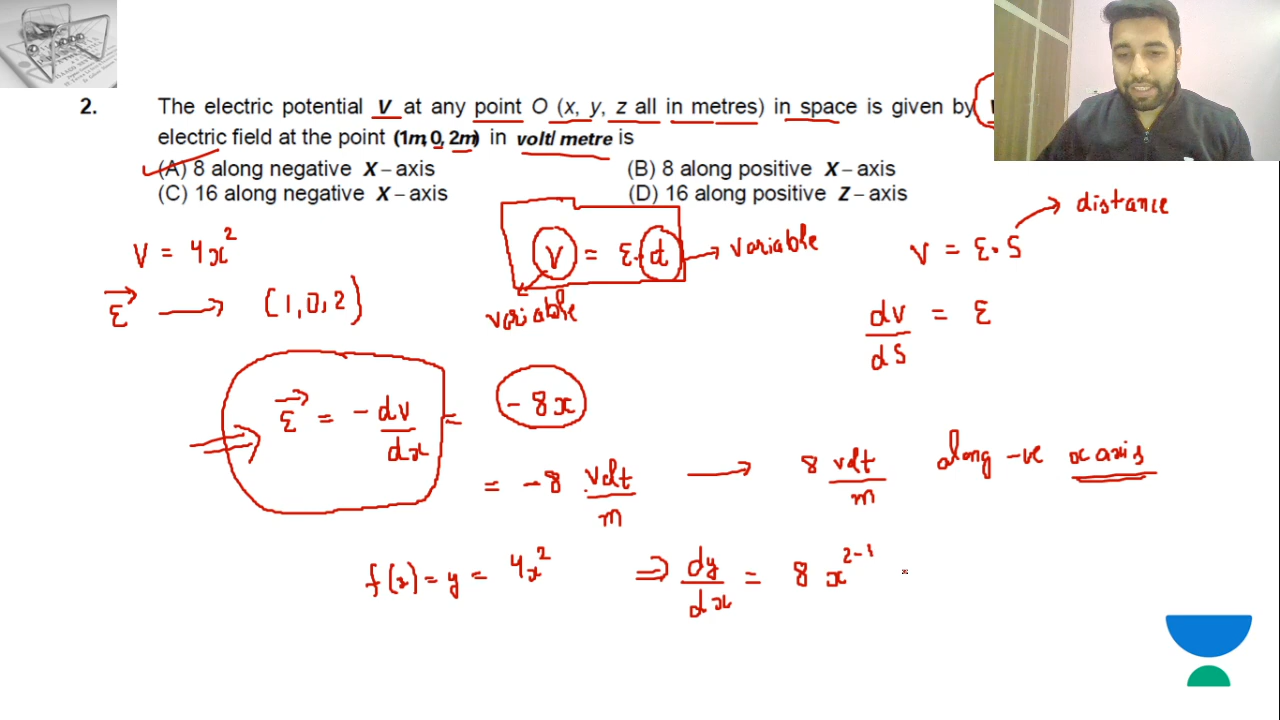 2. The electric potential V at any point O (x, y, z all in metres) in space is given by
electric field at the point (1m, 0, 2m) in volt/metre is
(A) 8 along negative X – axis (B) 8 along positive X – axis
(C) 16 along negative X – axis (D) 16 along positive Z – axis
V = 4x²
V = ε.d → variable
variable
V = ε.S → distance
ε⃗ → (1,0,2)
dv/dS = ε
ε⃗ = -dv/dx = -8x
= -8 volt/m → 8 volt/m along -ve x axis
f(x) = y = 4x² ⇒ dy/dx = 8x²⁻¹